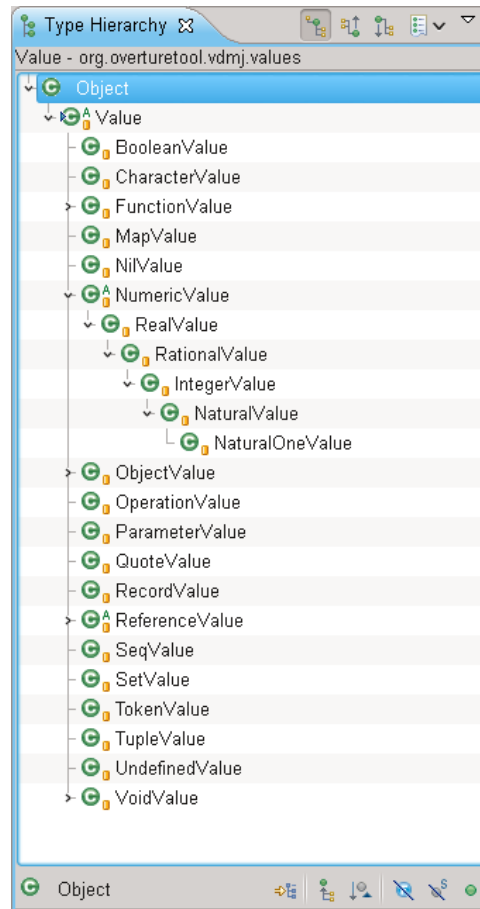 Type Hierarchy
Value - org.overturetool.vdmj.values
Object
Value
BooleanValue
CharacterValue
FunctionValue
MapValue
NilValue
NumericValue
RealValue
RationalValue
IntegerValue
NaturalValue
NaturalOneValue
ObjectValue
OperationValue
ParameterValue
QuoteValue
RecordValue
ReferenceValue
SeqValue
SetValue
TokenValue
TupleValue
UndefinedValue
VoidValue
Object